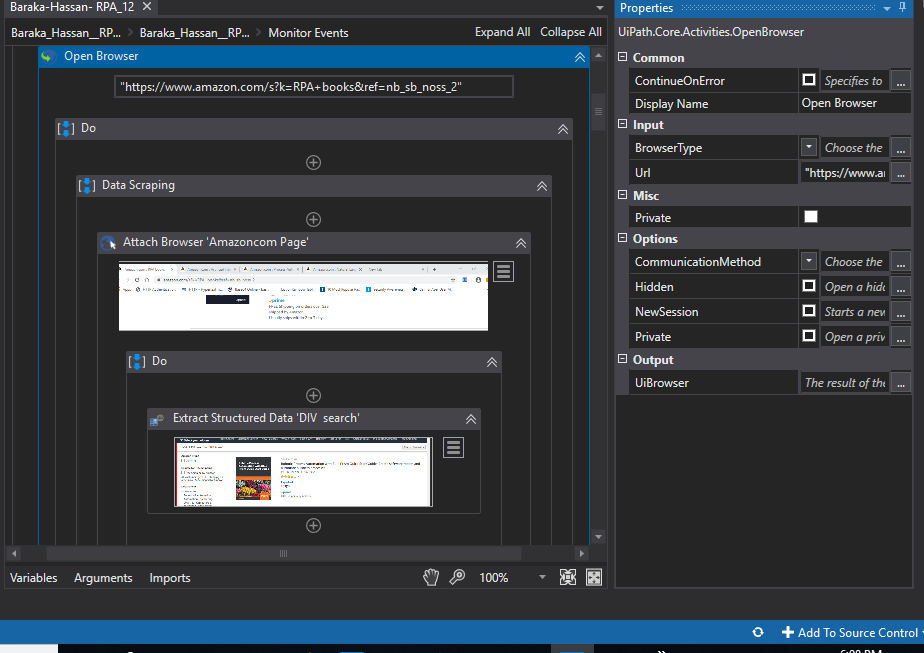 Baraka-Hassan- RPA_12
Baraka_Hassan__RP... > Baraka_Hassan__RP... > Monitor Events
Expand All Collapse All
Open Browser
"https://www.amazon.com/s?k=RPA+books&ref=nb_sb_noss_2"
Do
Data Scraping
Attach Browser 'Amazoncom Page'
Do
Extract Structured Data 'DIV search'
Variables Arguments Imports
100%
Properties
UiPath.Core.Activities.OpenBrowser
Common
ContinueOnError Specifies to ...
Display Name Open Browser
Input
BrowserType Choose the ...
Url "https://www.a ...
Misc
Private
Options
CommunicationMethod Choose the ...
Hidden Open a hid ...
NewSession Starts a new ...
Private Open a priv ...
Output
UiBrowser The result of the ...
Add To Source Control